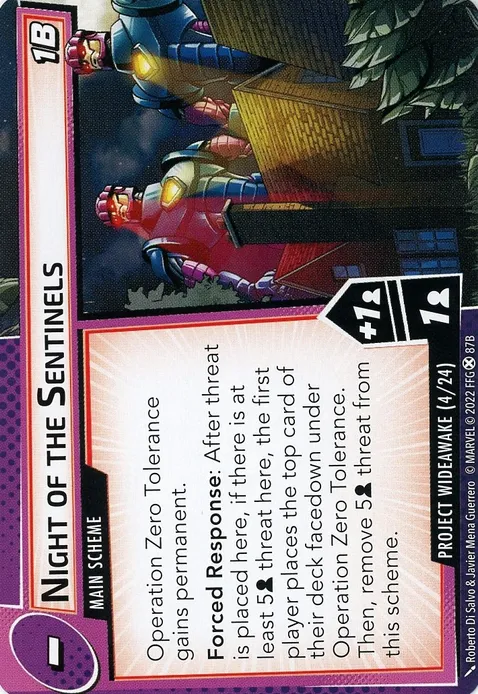 –
NIGHT OF THE SENTINELS
1B
MAIN SCHEME
Operation Zero Tolerance
gains permanent.
Forced Response: After threat
is placed here, if there is at
least 5 threat here, the first
player places the top card of
their deck facedown under
Operation Zero Tolerance.
Then, remove 5 threat from
this scheme.
+1
1
PROJECT WIDEAWAKE (4/24)
Roberto Di Salvo & Javier Mena Guerrero © MARVEL © 2022 FFG 87B